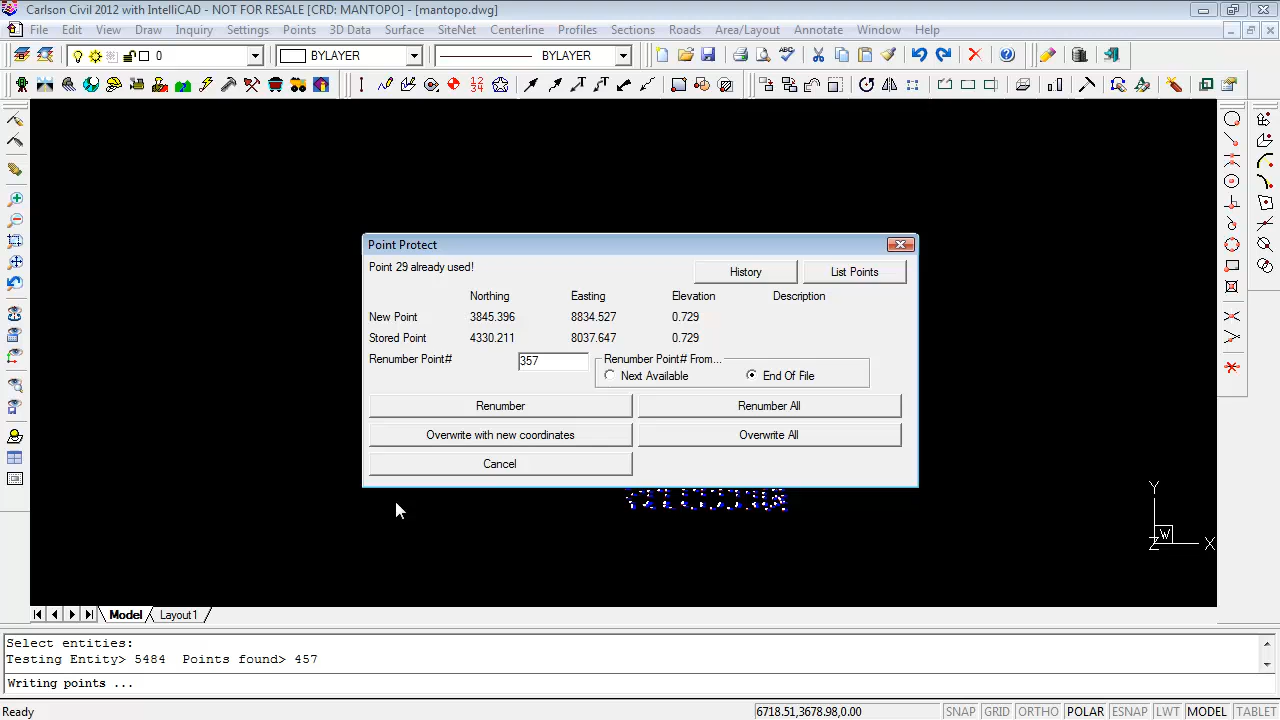 Carlson Civil 2012 with IntelliCAD - NOT FOR RESALE [CRD: MANTOPO] - [mantopo.dwg]
File Edit View Draw Inquiry Settings Points 3D Data Surface SiteNet Centerline Profiles Sections Roads Area/Layout Annotate Window Help
0 BYLAYER BYLAYER
Point Protect
Point 29 already used!
History List Points
Northing Easting Elevation Description
New Point 3845.396 8834.527 0.729
Stored Point 4330.211 8037.647 0.729
Renumber Point# 357 Renumber Point# From...
Next Available End Of File
Renumber Renumber All
Overwrite with new coordinates Overwrite All
Cancel
Y
W
Z X
Model Layout1
Select entities:
Testing Entity> 5484 Points found> 457
Writing points ...
Ready 6718.51,3678.98,0.00 SNAP GRID ORTHO POLAR ESNAP LWT MODEL TABLET